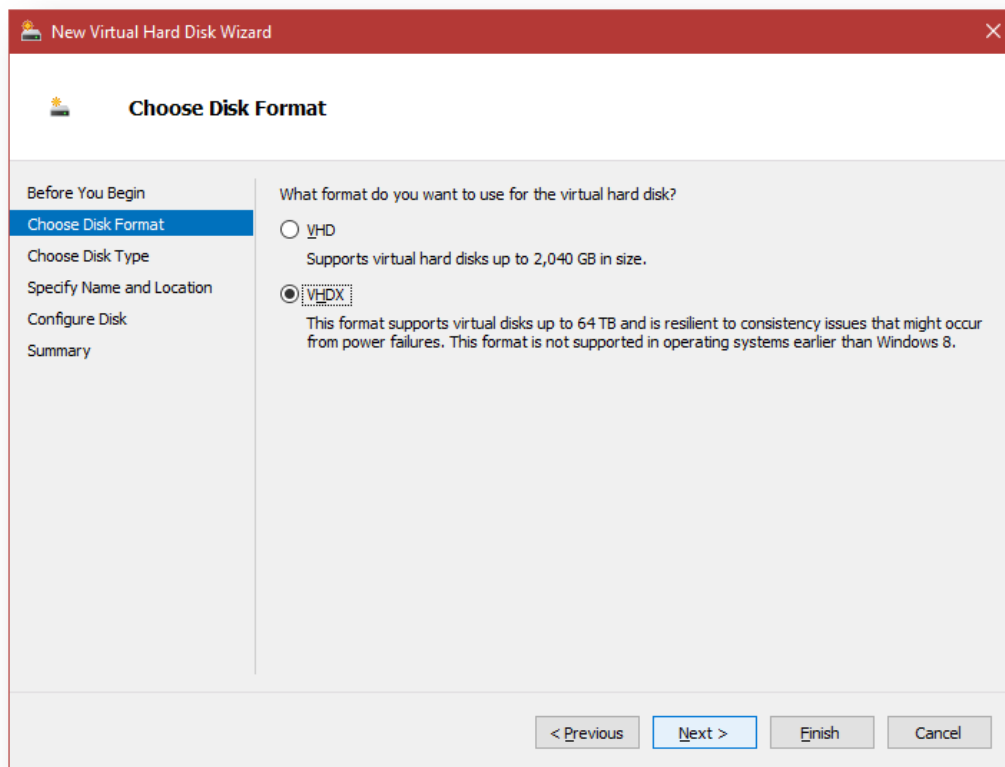 New Virtual Hard Disk Wizard
Choose Disk Format
Before You Begin
Choose Disk Format
Choose Disk Type
Specify Name and Location
Configure Disk
Summary
What format do you want to use for the virtual hard disk?
VHD
Supports virtual hard disks up to 2,040 GB in size.
VHDX
This format supports virtual disks up to 64 TB and is resilient to consistency issues that might occur
from power failures. This format is not supported in operating systems earlier than Windows 8.
< Previous
Next >
Finish
Cancel